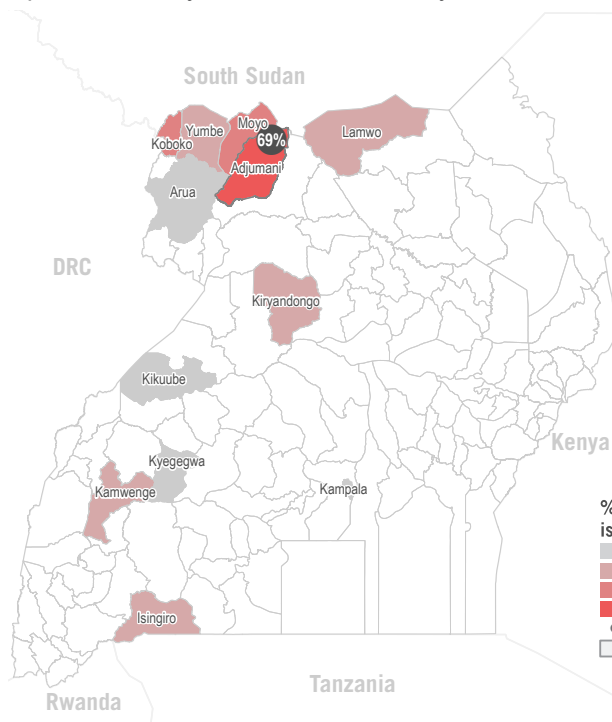 South Sudan
Moyo
Yumbe
Lamwo
Koboko
69%
Adjumani
Arua
DRC
Kiryandongo
Kikuube
Kenya
Kyegegwa
Kamwenge
Kampala
%
is
Isingiro
Tanzania
Rwanda